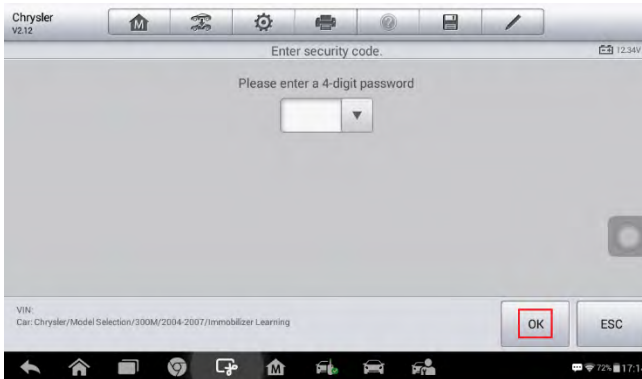 Chrysler
V2.12
M
Enter security code.
12.34V
Please enter a 4-digit password
VIN:
Car: Chrysler/Model Selection/300M/2004-2007/Immobilizer Learning
OK
ESC
M
72%